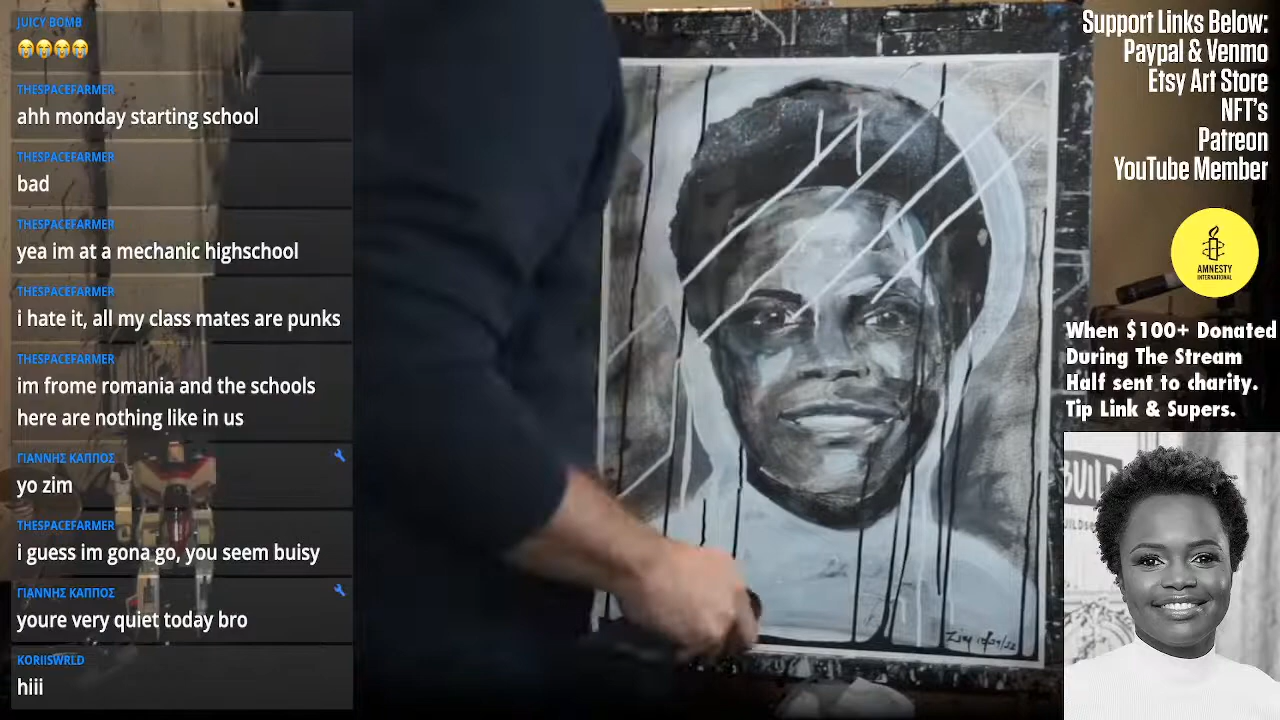 JUICY BOMB
😭😭😭😭
THESPACEFARMER
ahh monday starting school
THESPACEFARMER
bad
THESPACEFARMER
yea im at a mechanic highschool
THESPACEFARMER
i hate it, all my class mates are punks
THESPACEFARMER
im frome romania and the schools
here are nothing like in us
ΓΙΑΝΝΗΣ ΚΑΠΠΟΣ
yo zim
THESPACEFARMER
i guess im gona go, you seem buisy
ΓΙΑΝΝΗΣ ΚΑΠΠΟΣ
youre very quiet today bro
KORIISWRLD
hiii
Zim
Support Links Below:
Paypal & Venmo
Etsy Art Store
NFT's
Patreon
YouTube Member
AMNESTY
INTERNATIONAL
When $100+ Donated
During The Stream
Half sent to charity.
Tip Link & Supers.
BUILD